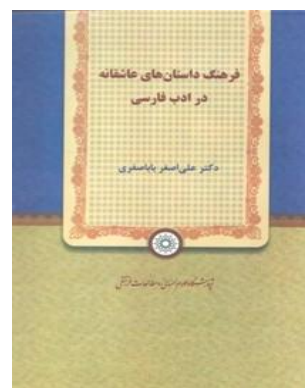 فرهنگ داستان‌های عاشقانه
در ادب فارسی
دکتر علی‌اصغر باباصفری
پژوهشگاه علوم انسانی و مطالعات فرهنگی